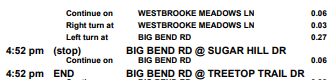 Continue on WESTBROOKE MEADOWS LN 0.06
Right turn at WESTBROOKE MEADOWS LN 0.03
Left turn at BIG BEND RD 0.27
4:52 pm (stop) BIG BEND RD @ SUGAR HILL DR
Continue on BIG BEND RD 0.06
4:52 pm END BIG BEND RD @ TREETOP TRAIL DR